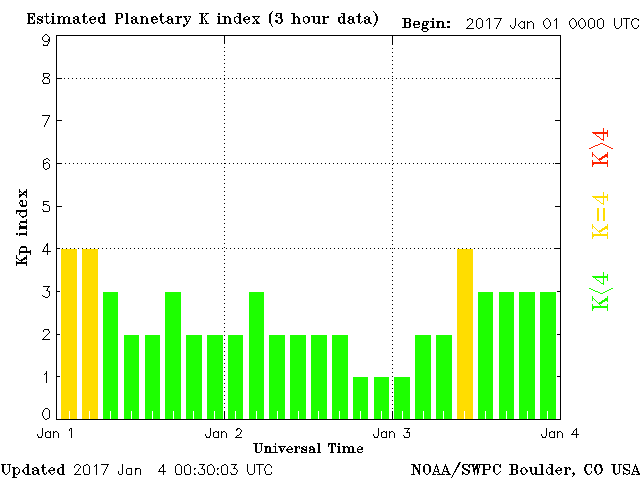 Estimated Planetary K index (3 hour data) Begin: 2017 Jan 01 0000 UTC
9
8
7
6
5
4
3
2
1
0
Kp index
K>4
K=4
K<4
Jan 1 Jan 2 Jan 3 Jan 4
Universal Time
Updated 2017 Jan 4 00:30:03 UTC NOAA/SWPC Boulder, CO USA